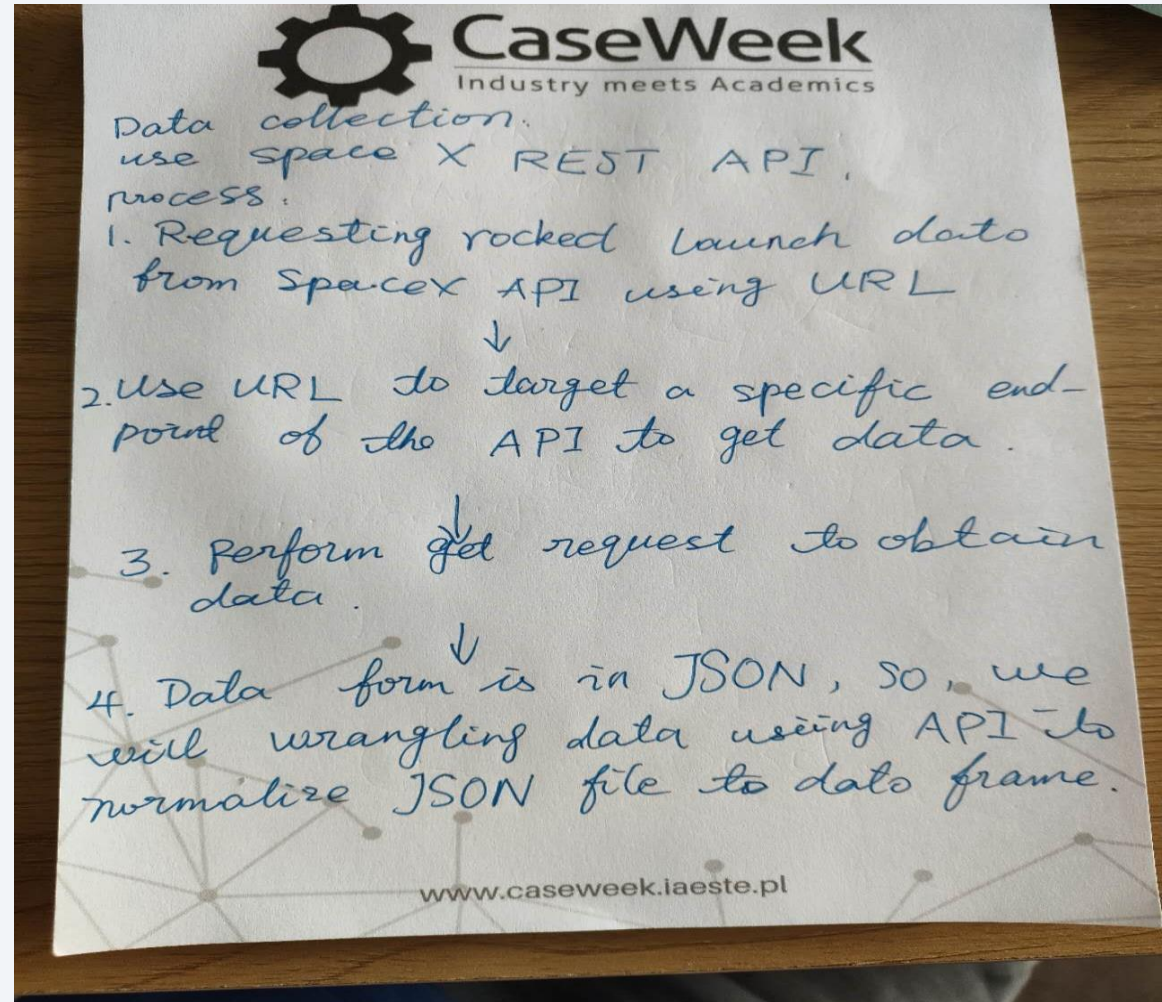 CaseWeek
Industry meets Academics
Data collection.
use space X REST API.
process:
1. Requesting rocked launch data
from SpaceX API using URL
↓
2. Use URL to target a specific end-
point of the API to get data.
↓
3. Perform get request to obtain
data.
↓
4. Data form is in JSON, so, we
will wrangling data useing API to
normalize JSON file to data frame.
www.caseweek.iaeste.pl